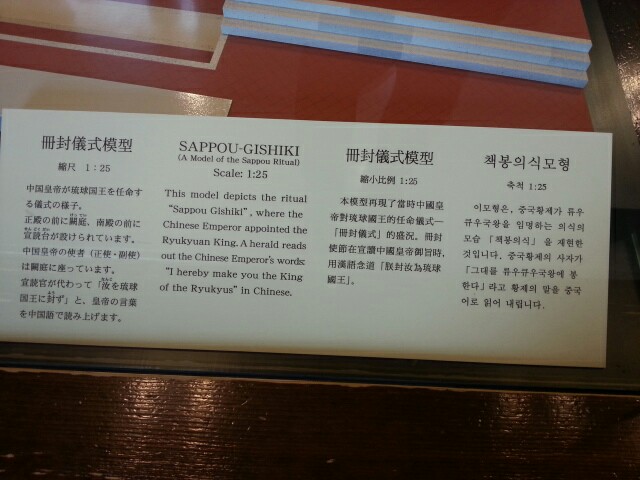 冊封儀式模型
縮尺 1:25
中国皇帝が琉球国王を任命す
る儀式の様子。
正殿の前に闕庭、南殿の前に
宣読台が設けられています。
中国皇帝の使者（正使・副使）
は闕庭に座っています。
宣読官が代わって「汝を琉球
国王に封ず」と、皇帝の言葉
を中国語で読み上げます。
SAPPOU-GISHIKI
(A Model of the Sappou Ritual)
Scale: 1:25
This model depicts the ritual
"Sappou Gishiki", where the
Chinese Emperor appointed the
Ryukyuan King. A herald reads
out the Chinese Emperor's words:
"I hereby make you the King
of the Ryukyus" in Chinese.
冊封儀式模型
縮小比例 1:25
本模型再現了當時中國皇
帝對琉球國王的任命儀式—
「冊封儀式」的盛況。冊封
使節在宣讀中國皇帝御旨時，
用漢語念道「朕封汝為琉球
國王」。
책봉의식모형
축척 1:25
이모형은, 중국황제가 류우
큐우국왕을 임명하는 의식의
모습 「책봉의식」을 재현한
것입니다. 중국황제의 사자가
「그대를 류우큐우국왕에 봉
한다」라고 황제의 말을 중국
어로 읽어 내립니다.